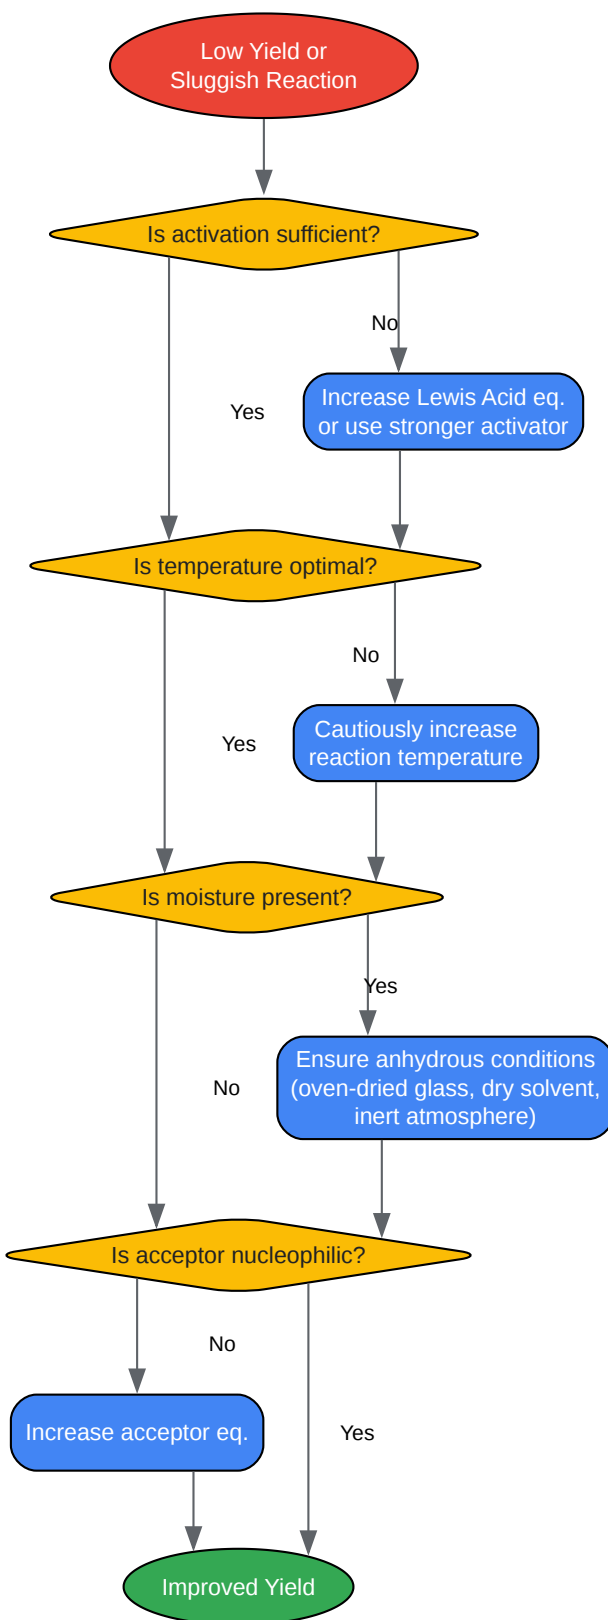 Low Yield or
Sluggish Reaction
Is activation sufficient?
No
Increase Lewis Acid eq.
or use stronger activator
Yes
Is temperature optimal?
No
Cautiously increase
reaction temperature
Yes
Is moisture present?
Yes
Ensure anhydrous conditions
(oven-dried glass, dry solvent,
inert atmosphere)
No
Is acceptor nucleophilic?
No
Increase acceptor eq.
Yes
Improved Yield